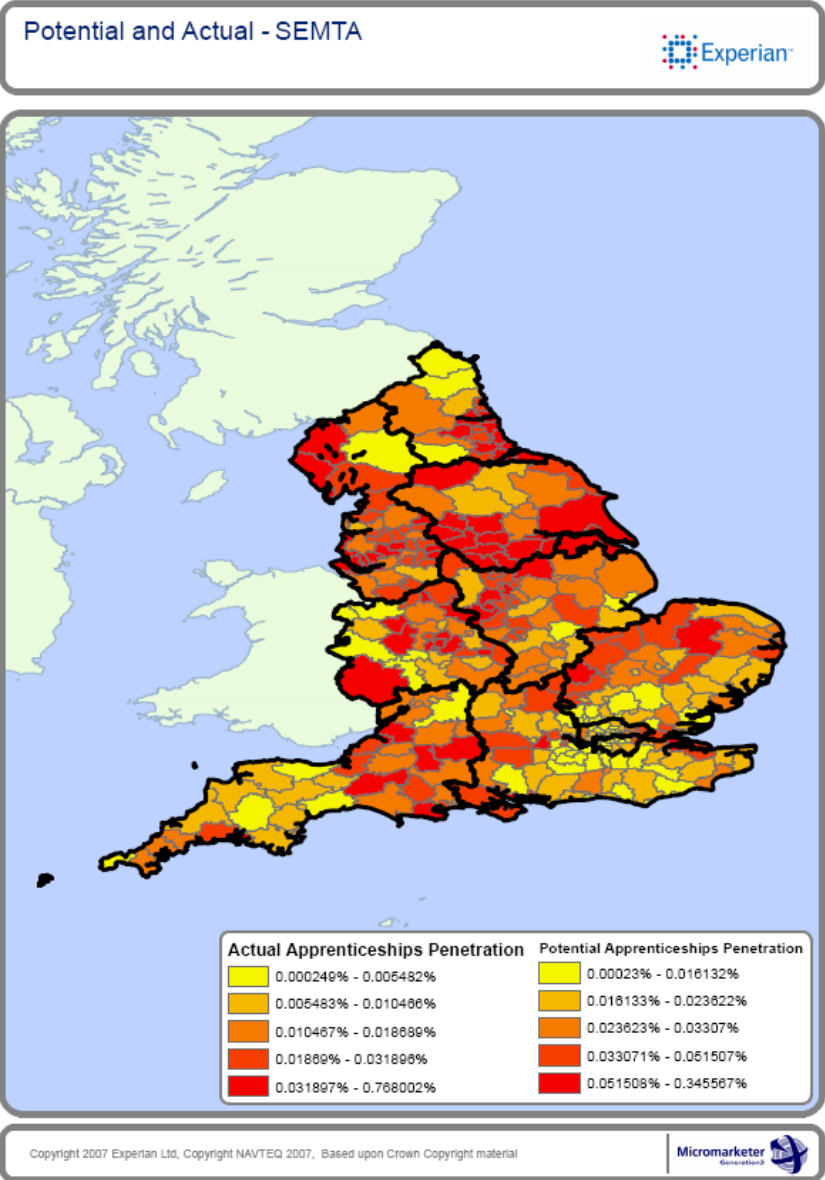 Potential and Actual - SEMTA
Experian
Actual Apprenticeships Penetration
0.000249% - 0.005482%
0.005483% - 0.010466%
0.010467% - 0.018689%
0.01869% - 0.031896%
0.031897% - 0.768002%
Potential Apprenticeships Penetration
0.00023% - 0.016132%
0.016133% - 0.023622%
0.023623% - 0.03307%
0.033071% - 0.051507%
0.051508% - 0.345567%
Copyright 2007 Experian Ltd, Copyright NAVTEQ 2007, Based upon Crown Copyright material
Micromarketer
Generation3